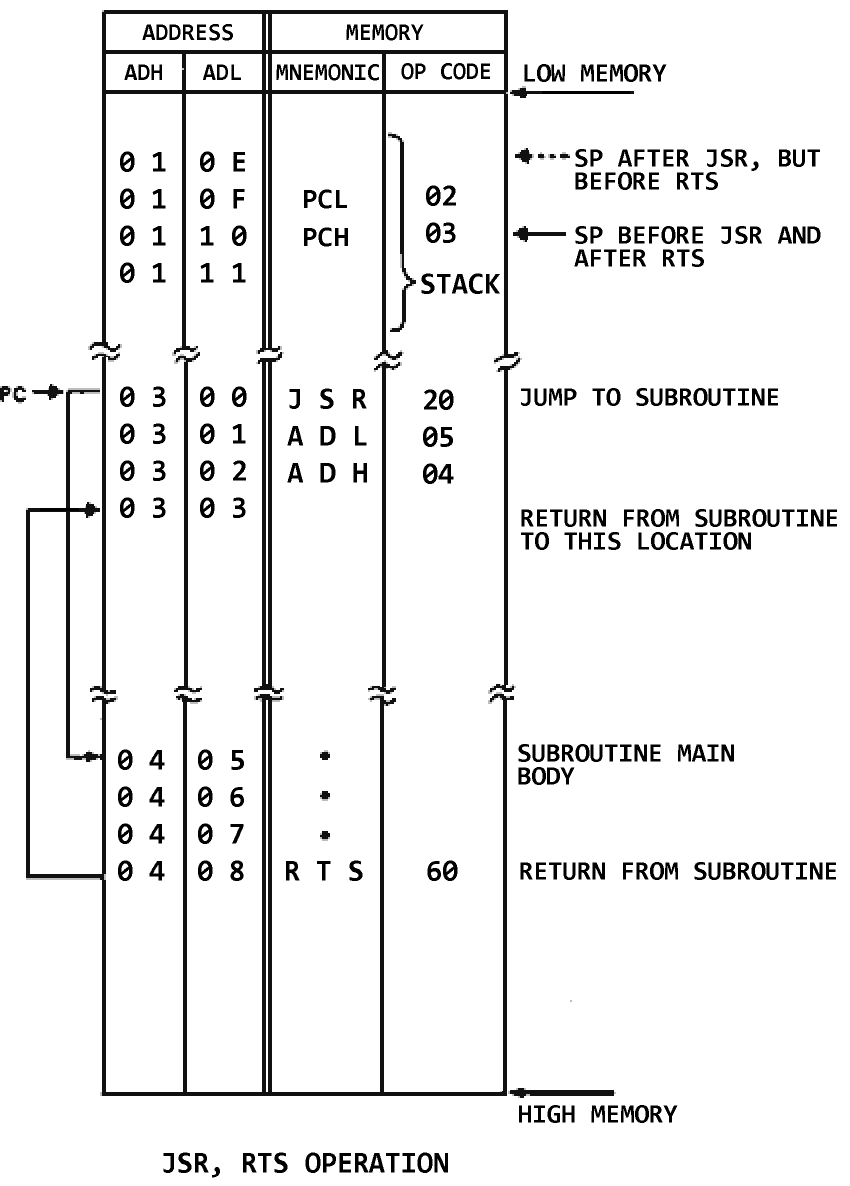 ADDRESS MEMORY
ADH ADL MNEMONIC OP CODE LOW MEMORY
0 1 0 E SP AFTER JSR, BUT
BEFORE RTS
0 1 0 F PCL 02
0 1 1 0 PCH 03 SP BEFORE JSR AND
AFTER RTS
0 1 1 1 STACK
PC 0 3 0 0 J S R 20 JUMP TO SUBROUTINE
0 3 0 1 A D L 05
0 3 0 2 A D H 04
0 3 0 3 RETURN FROM SUBROUTINE
TO THIS LOCATION
0 4 0 5 • SUBROUTINE MAIN
BODY
0 4 0 6 •
0 4 0 7 •
0 4 0 8 R T S 60 RETURN FROM SUBROUTINE
HIGH MEMORY
JSR, RTS OPERATION